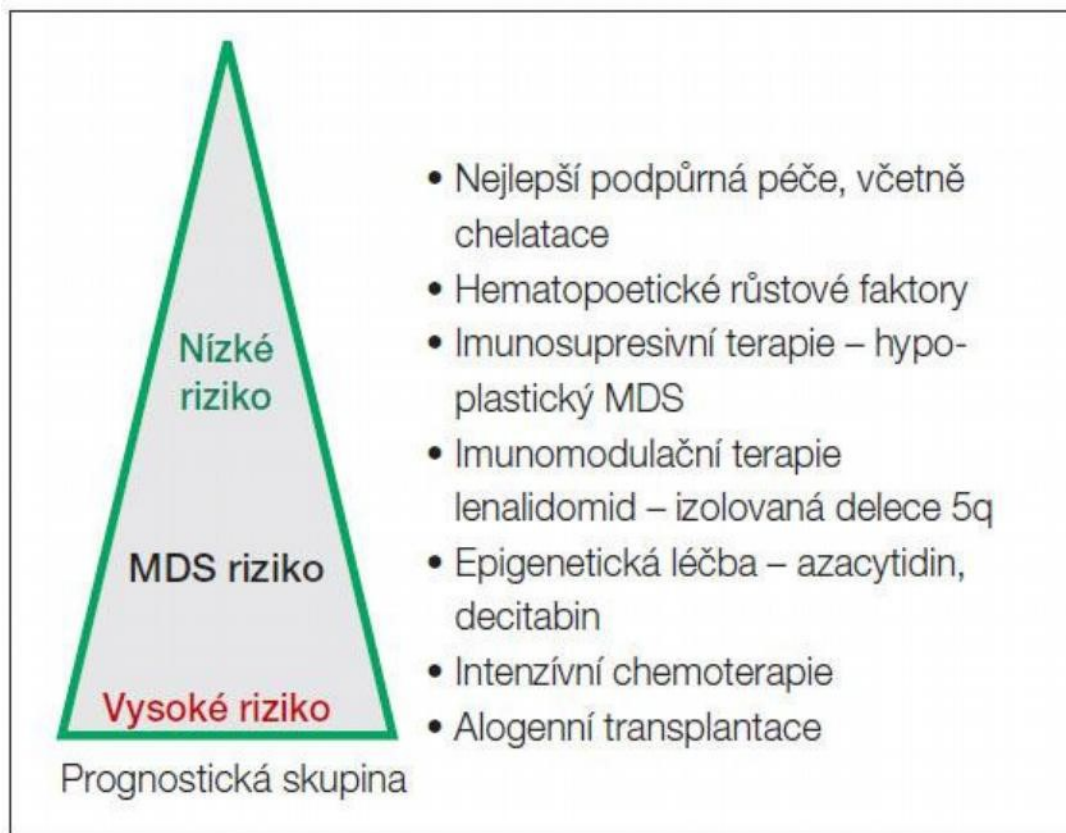 Nízké
riziko
MDS riziko
Vysoké riziko
Prognostická skupina
• Nejlepší podpůrná péče, včetně
chelatace
• Hematopoetické růstové faktory
• Imunosupresivní terapie – hypo-
plastický MDS
• Imunomodulační terapie
lenalidomid – izolovaná delece 5q
• Epigenetická léčba – azacytidin,
decitabin
• Intenzívní chemoterapie
• Alogenní transplantace